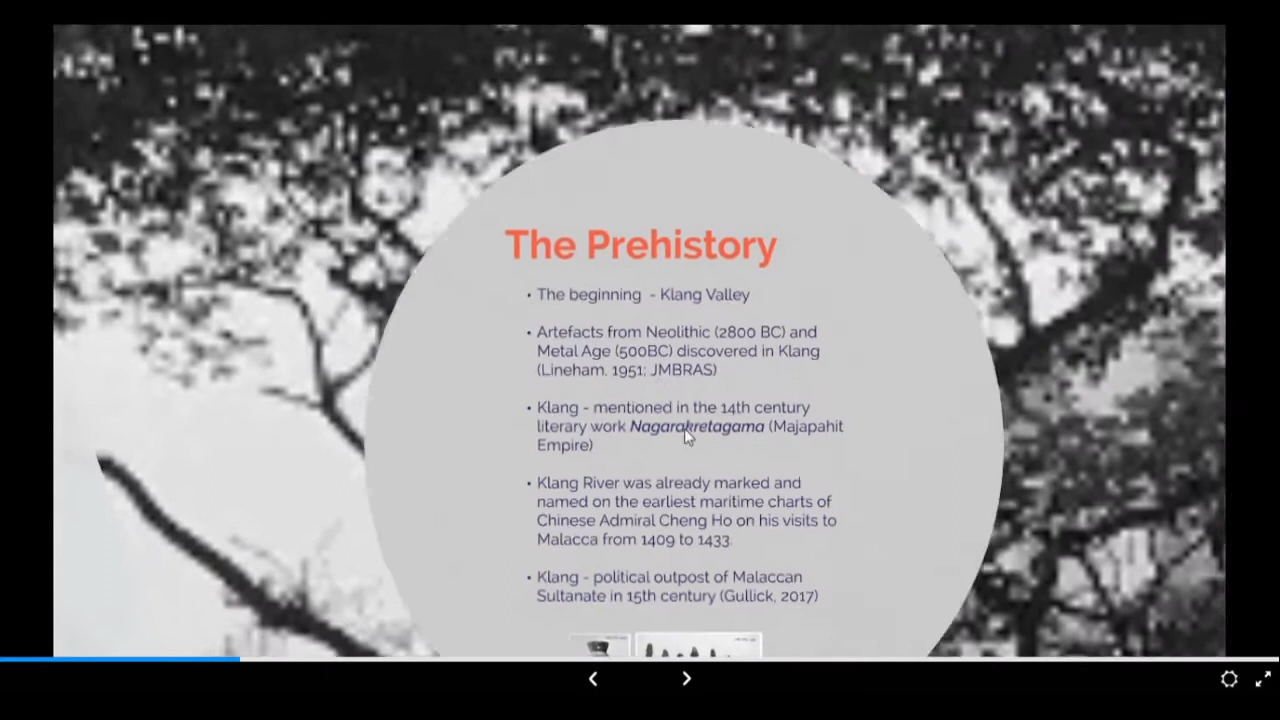 The Prehistory
• The beginning - Klang Valley
• Artefacts from Neolithic (2800 BC) and
Metal Age (500BC) discovered in Klang
(Lineham. 1951; JMBRAS)
• Klang - mentioned in the 14th century
literary work Nagarakretagama (Majapahit
Empire)
• Klang River was already marked and
named on the earliest maritime charts of
Chinese Admiral Cheng Ho on his visits to
Malacca from 1409 to 1433.
• Klang - political outpost of Malaccan
Sultanate in 15th century (Gullick, 2017)